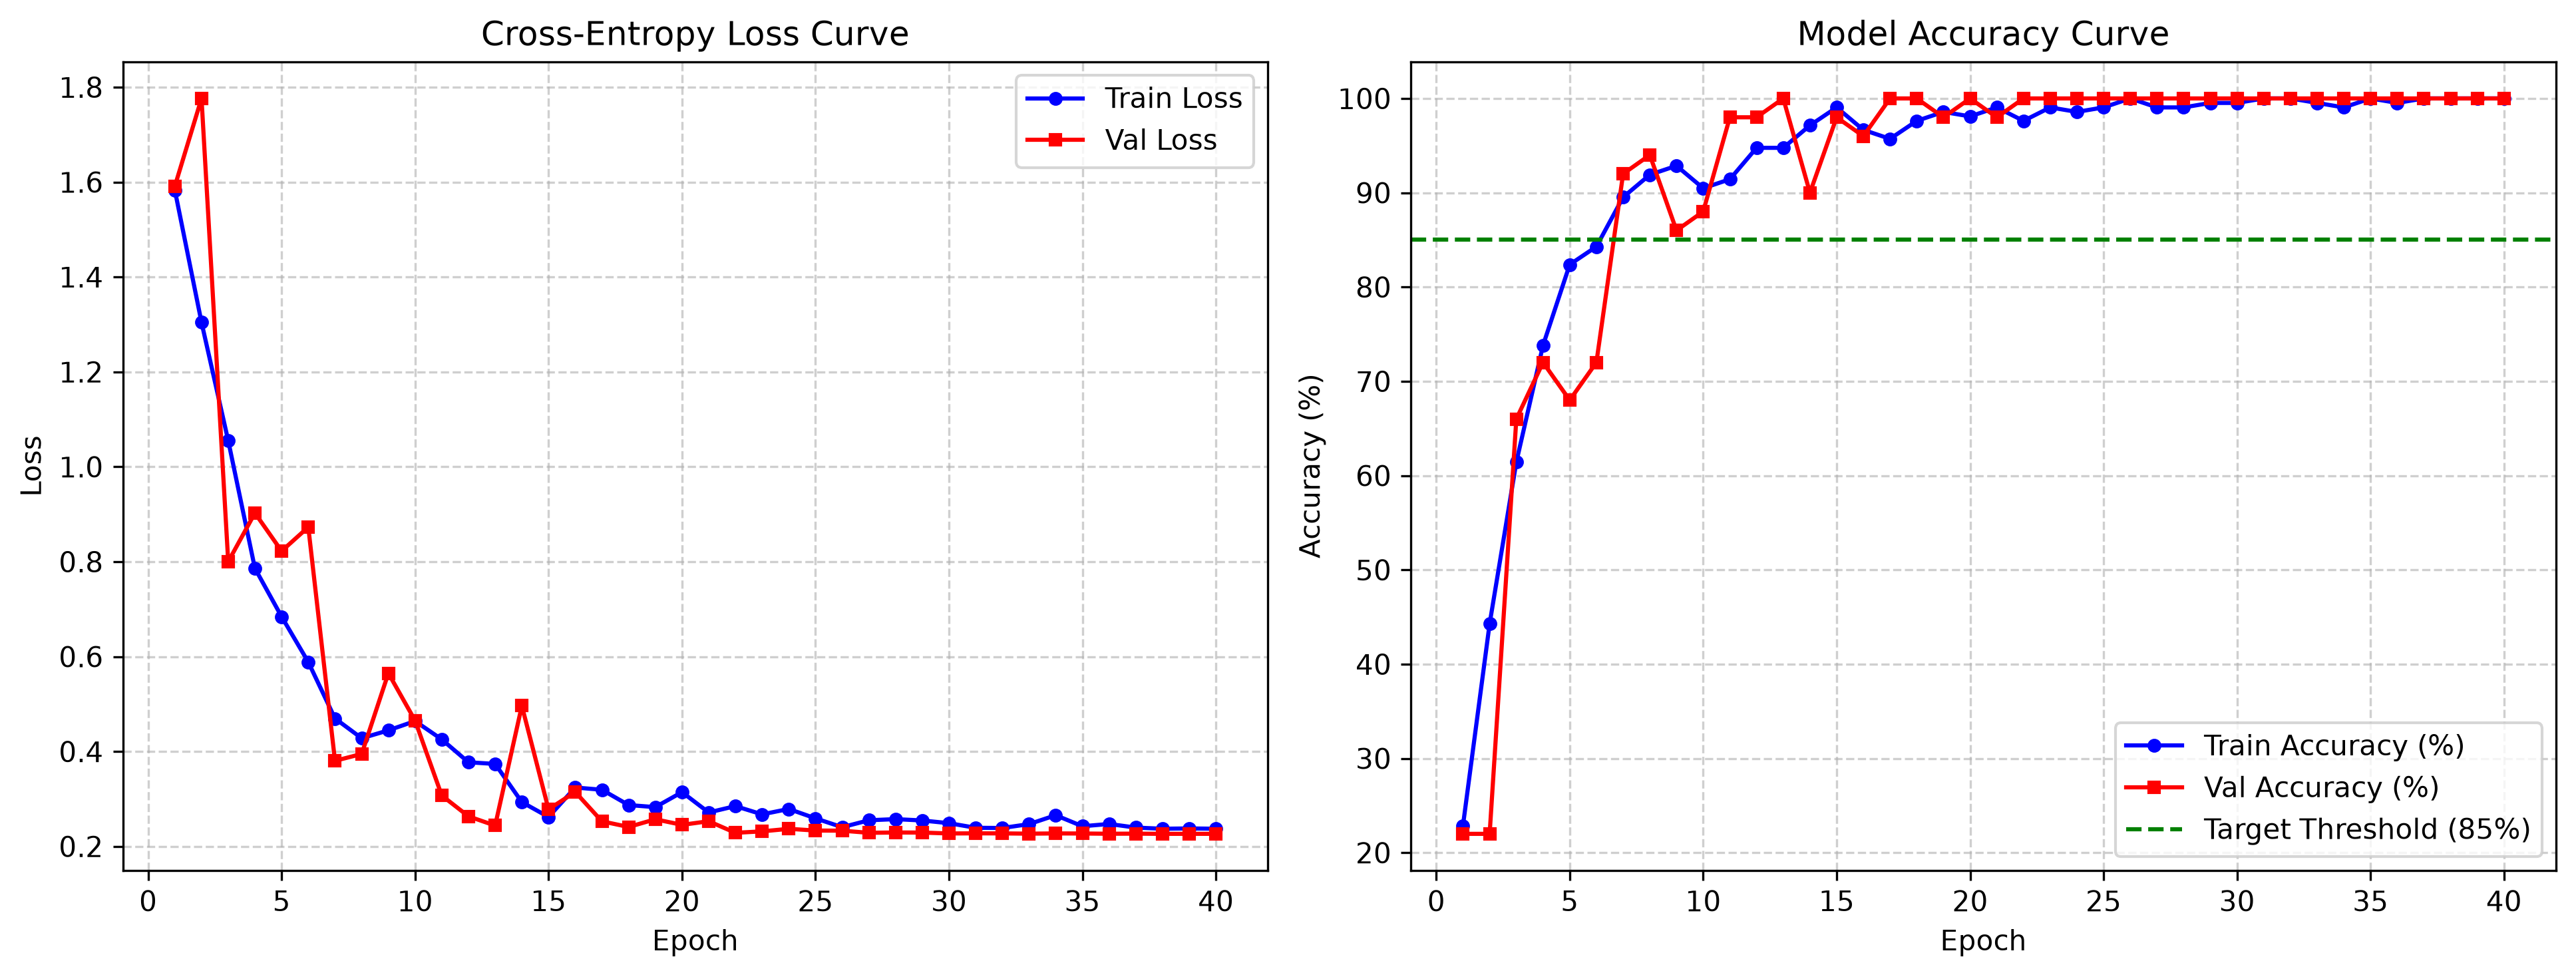 Cross-Entropy Loss Curve
1.8
1.6
1.4
1.2
1.0
0.8
0.6
0.4
0.2
Loss
Train Loss
Val Loss
0 5 10 15 20 25 30 35 40
Epoch
Model Accuracy Curve
100
90
80
70
60
50
40
30
20
Accuracy (%)
Train Accuracy (%)
Val Accuracy (%)
Target Threshold (85%)
0 5 10 15 20 25 30 35 40
Epoch